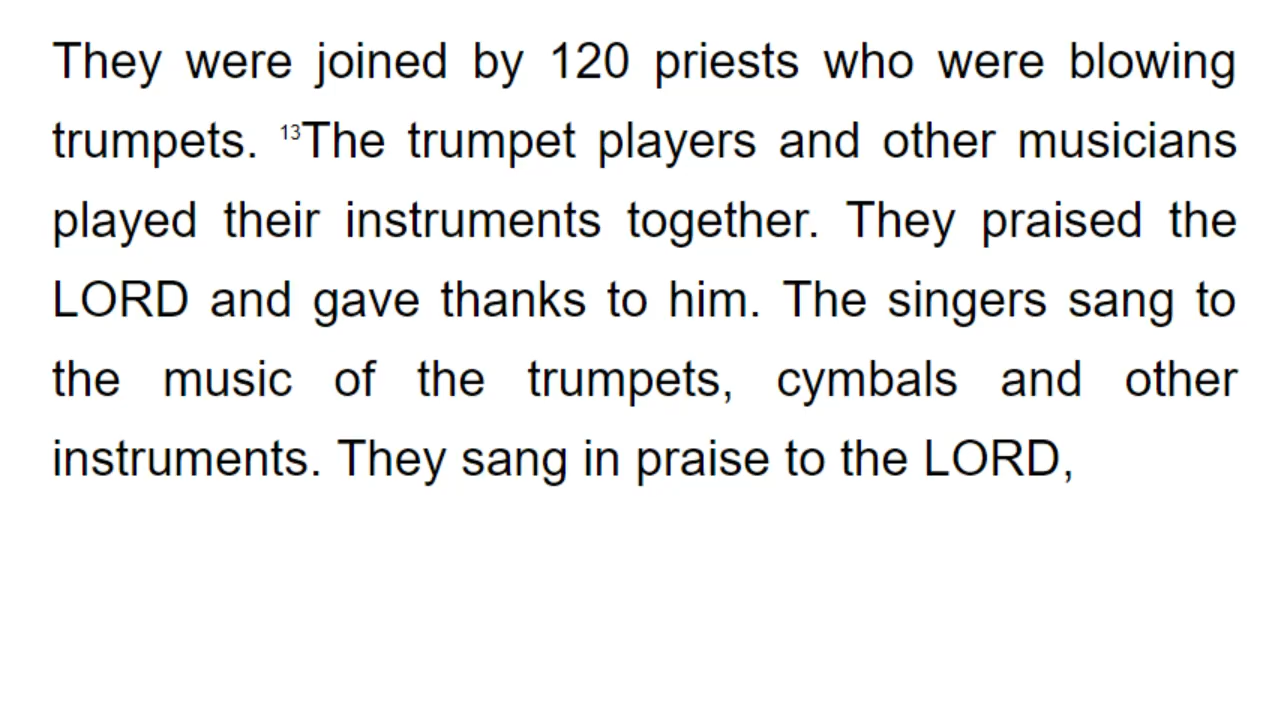 They were joined by 120 priests who were blowing
trumpets. ¹³The trumpet players and other musicians
played their instruments together. They praised the
LORD and gave thanks to him. The singers sang to
the music of the trumpets, cymbals and other
instruments. They sang in praise to the LORD,